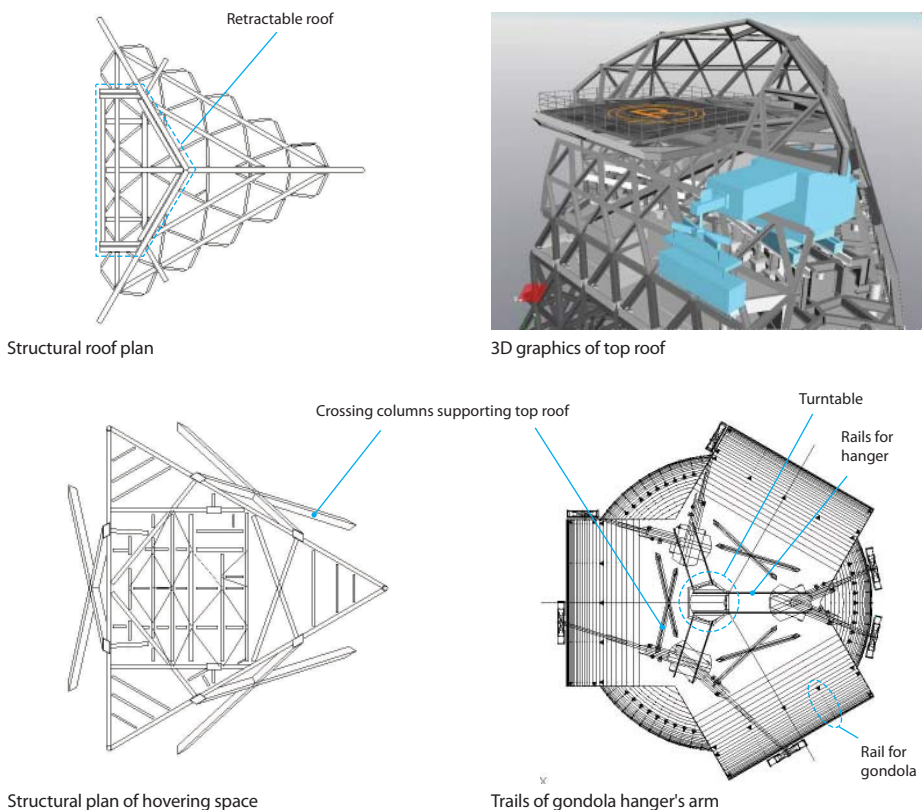 Retractable roof
Structural roof plan
3D graphics of top roof
Crossing columns supporting top roof
Turntable
Rails for
hanger
Rail for
gondola
X
Structural plan of hovering space
Trails of gondola hanger's arm